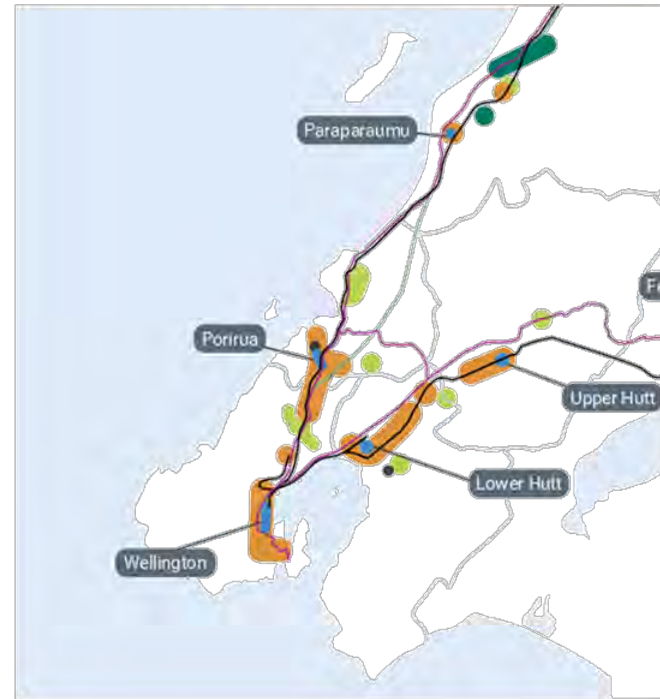 Paraparaumu
Porirua
Upper Hutt
Lower Hutt
Wellington